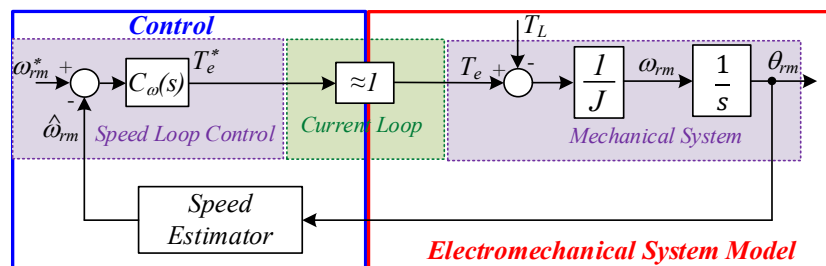 Control
T_L
ω*_rm
+
-
C_ω(s)
T*_e
≈1
T_e
+
-
1
J
ω_rm
1
s
θ_rm
ω̂_rm
Speed Loop Control
Current Loop
Mechanical System
Speed
Estimator
Electromechanical System Model